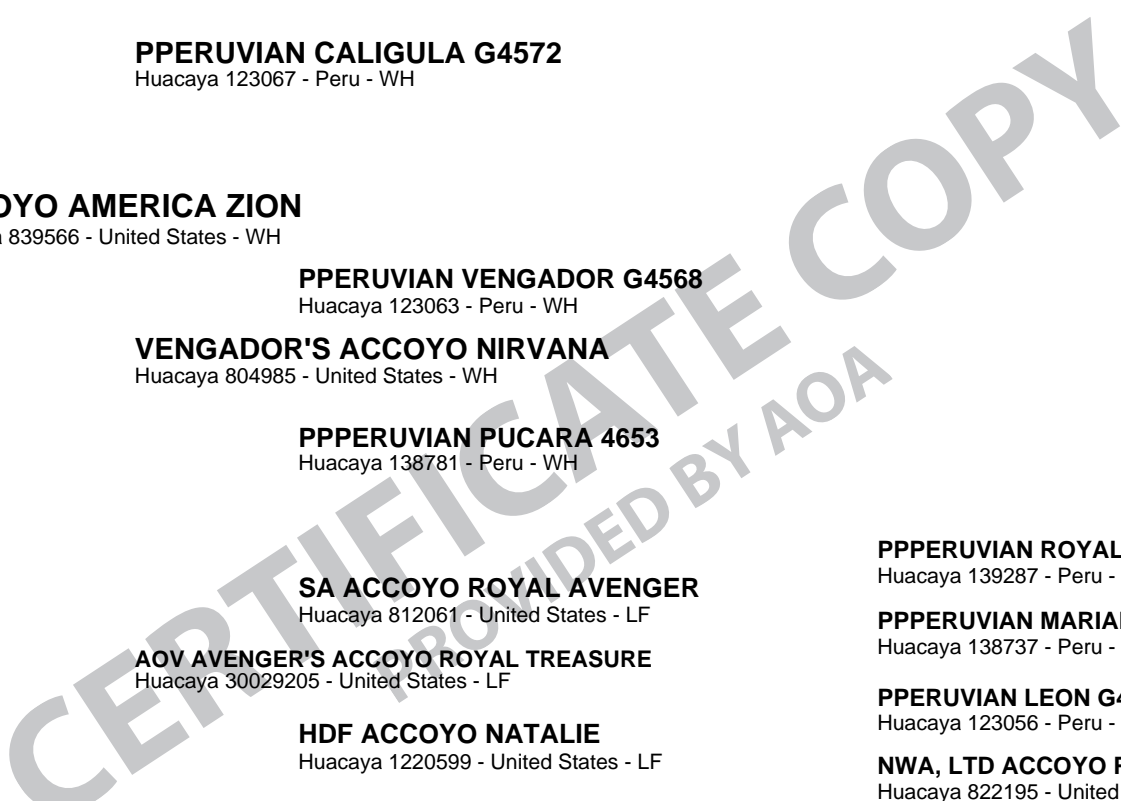 PPERUVIAN CALIGULA G4572
Huacaya 123067 - Peru - WH
OYO AMERICA ZION
839566 - United States - WH
PPERUVIAN VENGADOR G4568
Huacaya 123063 - Peru - WH
VENGADOR'S ACCOYO NIRVANA
Huacaya 804985 - United States - WH
PPPERUVIAN PUCARA 4653
Huacaya 138781 - Peru - WH
SA ACCOYO ROYAL AVENGER
Huacaya 812061 - United States - LF
AOV AVENGER'S ACCOYO ROYAL TREASURE
Huacaya 30029205 - United States - LF
HDF ACCOYO NATALIE
Huacaya 1220599 - United States - LF
PPPERUVIAN ROYAL
Huacaya 139287 - Peru -
PPPERUVIAN MARIA
Huacaya 138737 - Peru -
PPERUVIAN LEON G4
Huacaya 123056 - Peru -
NWA, LTD ACCOYO
Huacaya 822195 - United
CERTIFICATE COPY
PROVIDED BY AOA